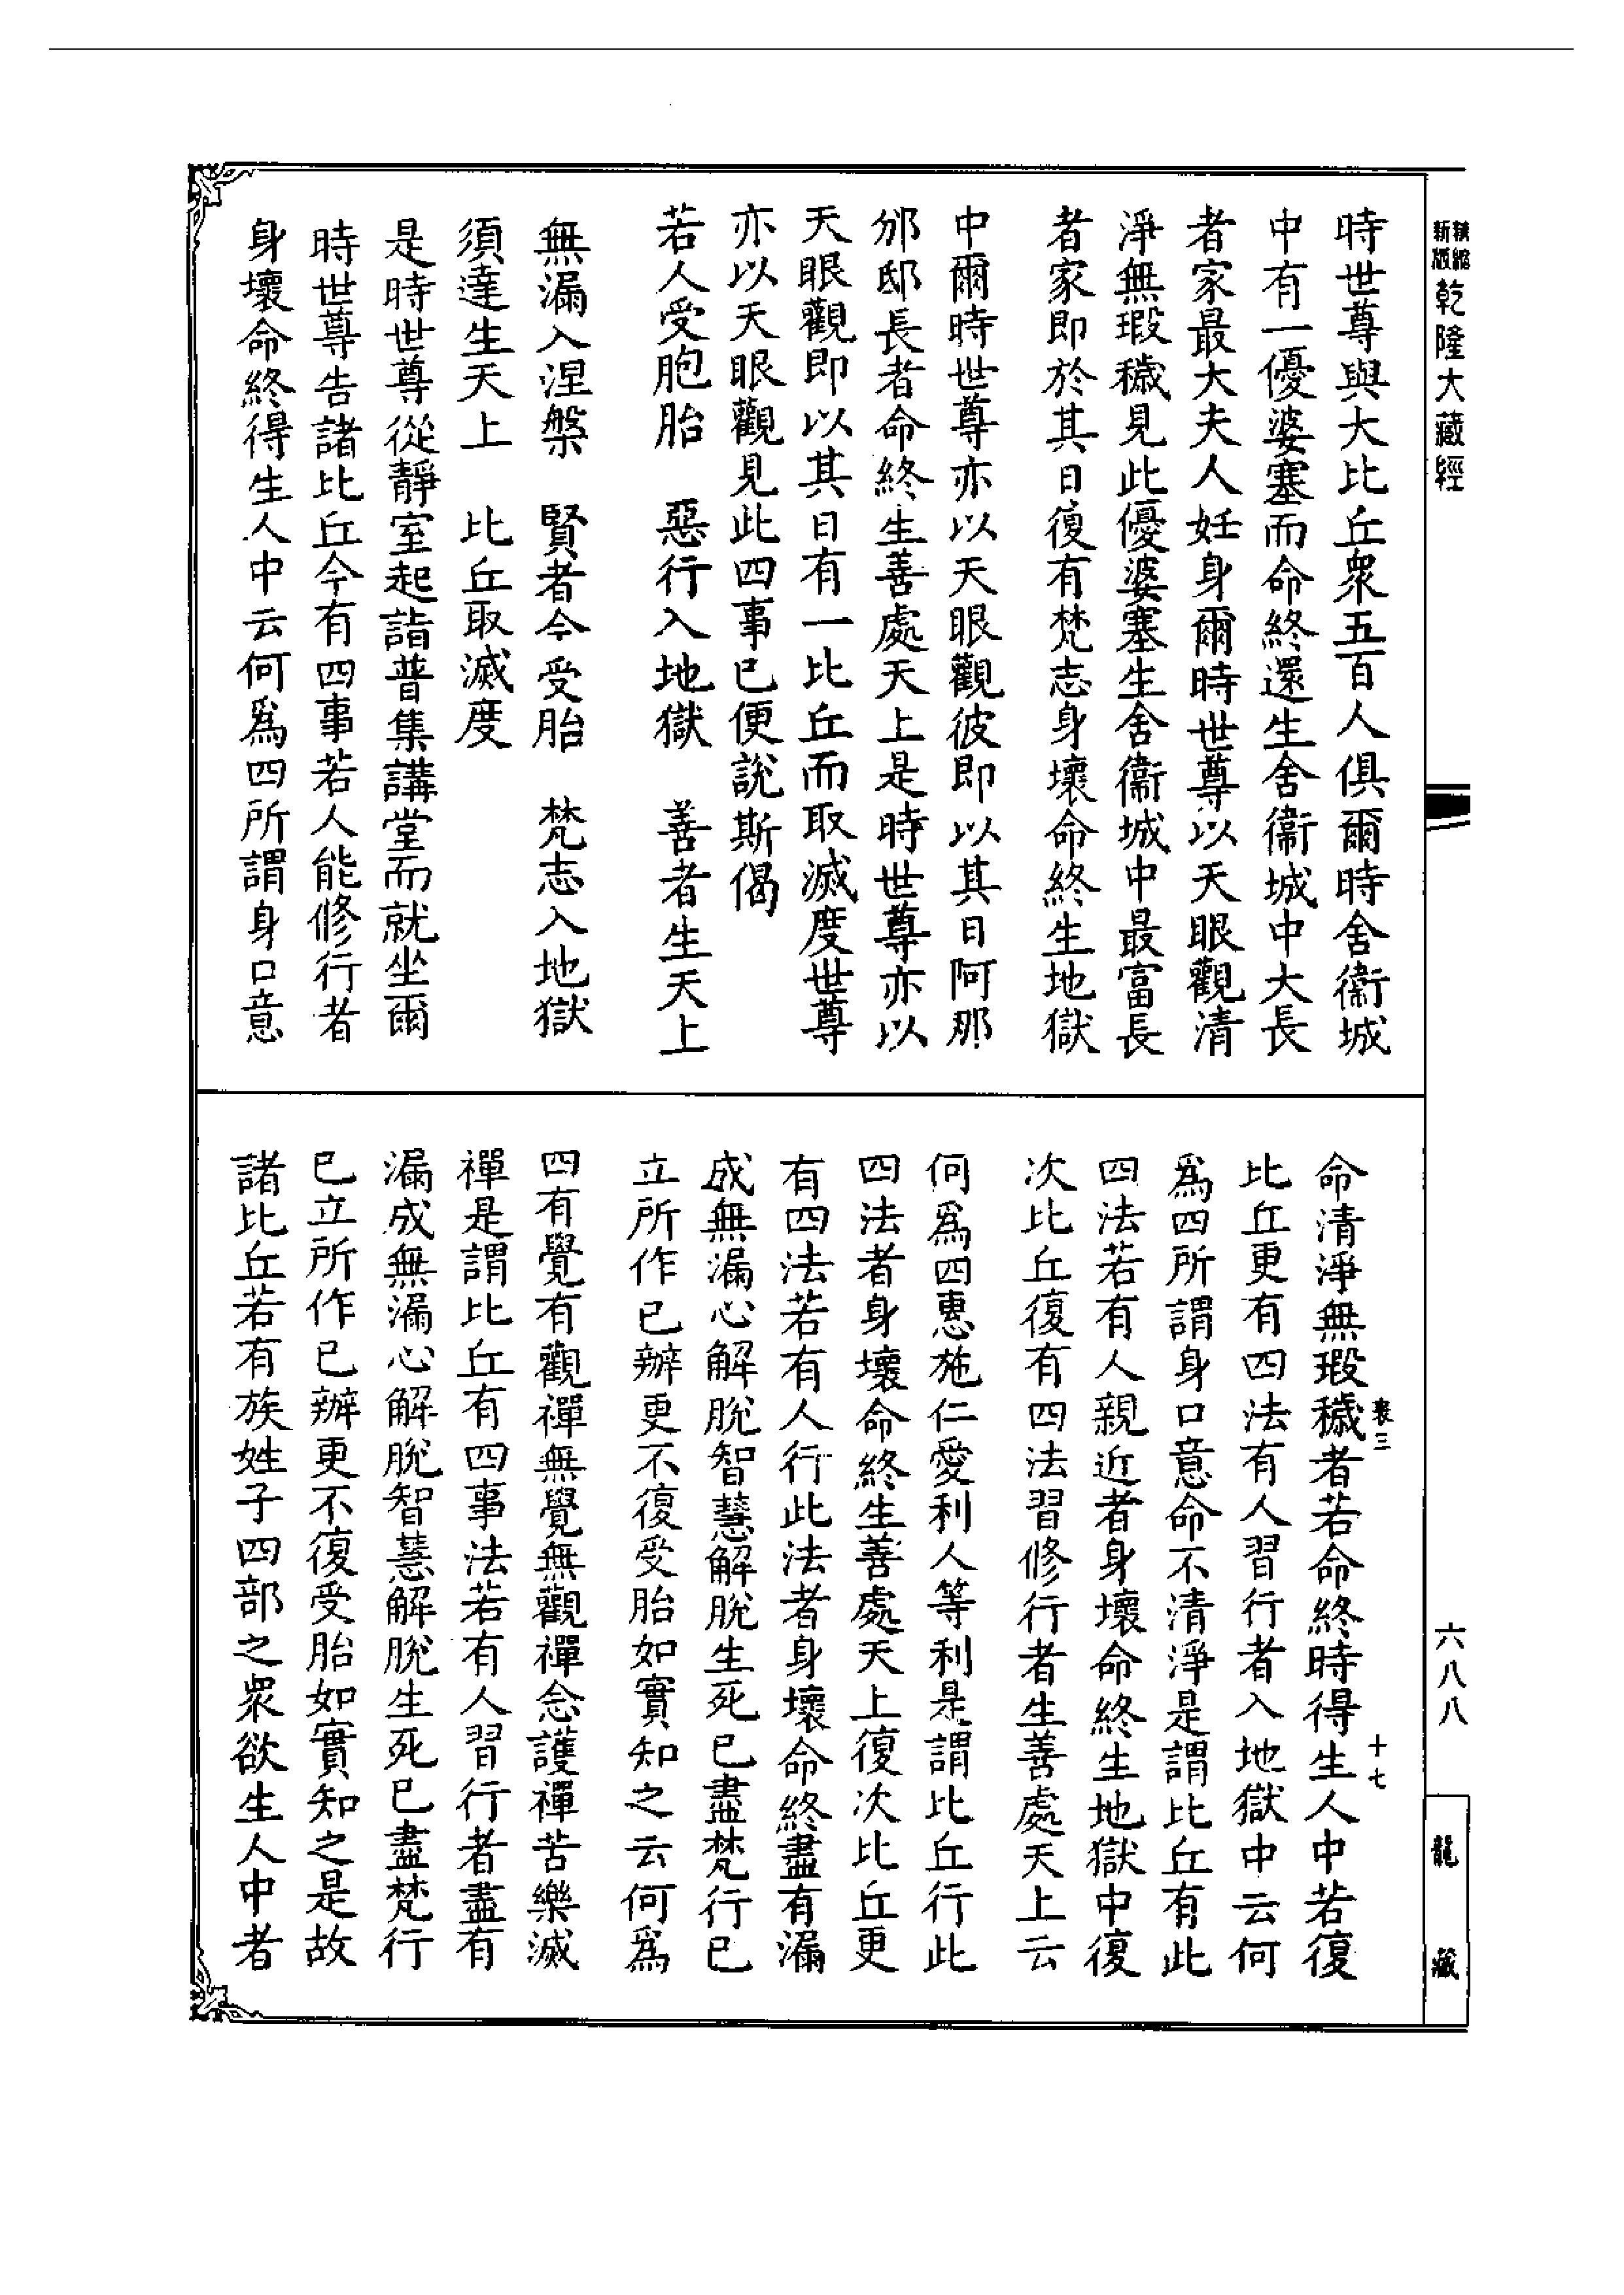 新版精縮乾隆大藏經
時世尊與大比丘眾五百人俱爾時舍衞城
中有一優婆塞而命終還生舍衞城中大長
者家最大夫人妊身爾時世尊以天眼觀清
淨無瑕穢見此優婆塞生舍衞城中最富長
者家即於其日復有梵志身壞命終生地獄
中爾時世尊亦以天眼觀彼即以其日阿那
邠邸長者命終生善處天上是時世尊亦以
天眼觀即以其日有一比丘而取滅度世尊
亦以天眼觀見此四事已便說斯偈
若人受胞胎　惡行入地獄　善者生天上
無漏入涅槃　賢者今受胎　梵志入地獄
須達生天上　比丘取滅度
是時世尊從靜室起詣普集講堂而就坐爾
時世尊告諸比丘今有四事若人能修行者
身壞命終得生人中云何為四所謂身口意
命清淨無瑕穢者若命終時得生人中若復
比丘更有四法有人習行者入地獄中云何
為四所謂身口意命不清淨是謂比丘有此
四法若有人親近者身壞命終生地獄中復
次比丘復有四法習修行者生善處天上云
何為四惠施仁愛利人等利是謂比丘行此
四法者身壞命終生善處天上復次比丘更
有四法若有人行此法者身壞命終盡有漏
成無漏心解脫智慧解脫生死已盡梵行已
立所作已辦更不復受胎如實知之云何為
四有覺有觀禪無覺無觀禪念護禪苦樂滅
禪是謂比丘有四事法若有人習行者盡有
漏成無漏心解脫智慧解脫生死已盡梵行
已立所作已辦更不復受胎如實知之是故
諸比丘若有族姓子四部之眾欲生人中者
衰三
十七
六八八
龍藏